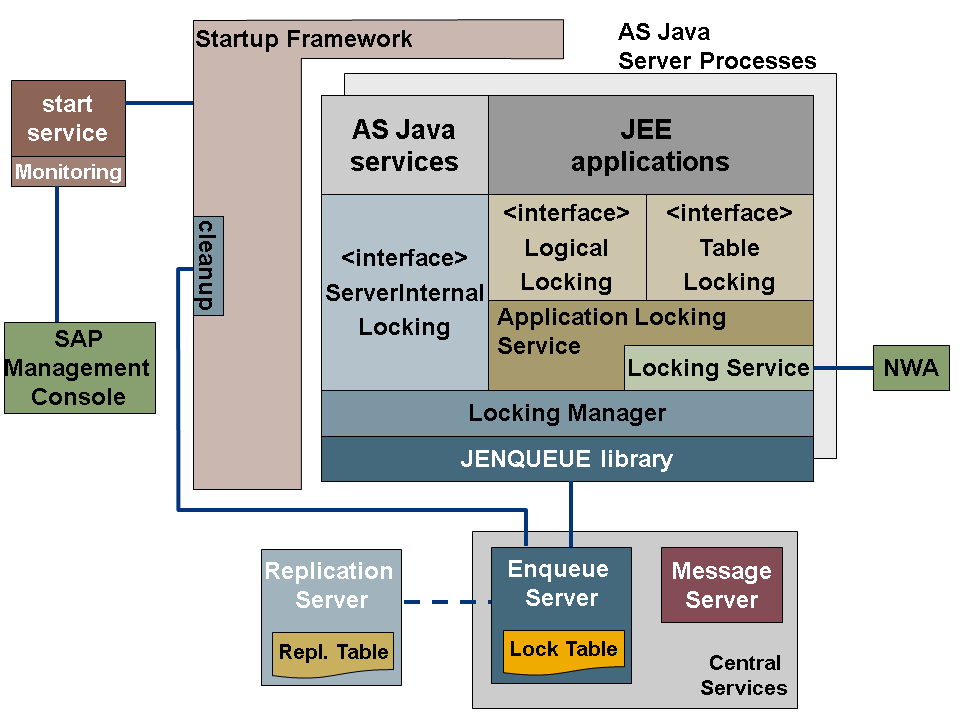 Startup Framework
AS Java
Server Processes
start
service
Monitoring
AS Java
services
JEE
applications
cleanup
<interface>
ServerInternal
Locking
<interface>
Logical
Locking
<interface>
Table
Locking
Application Locking
Service
Locking Service
NWA
SAP
Management
Console
Locking Manager
JENQUEUE library
Replication
Server
Repl. Table
Enqueue
Server
Lock Table
Message
Server
Central
Services